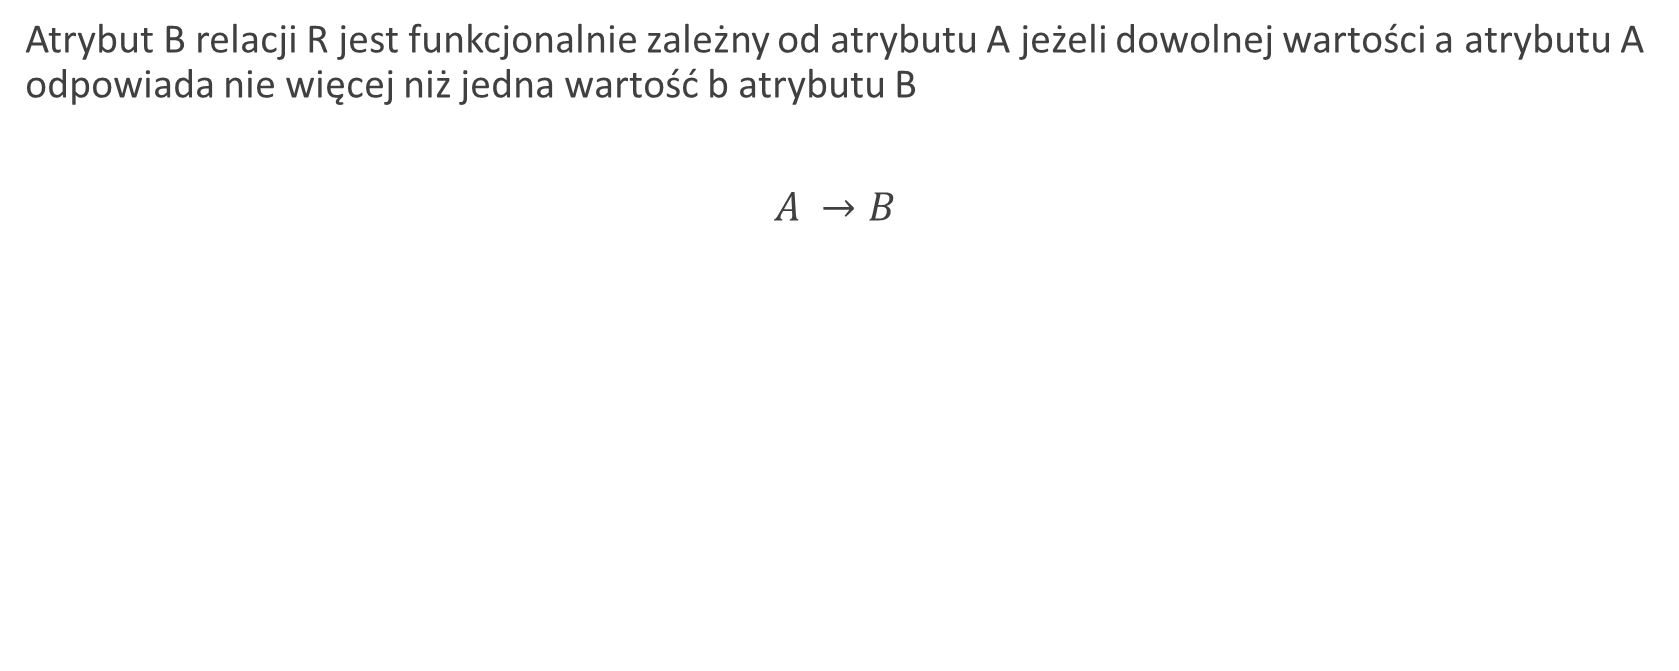 Atrybut B relacji R jest funkcjonalnie zależny od atrybutu A jeżeli dowolnej wartości a atrybutu A
odpowiada nie więcej niż jedna wartość b atrybutu B
A → B